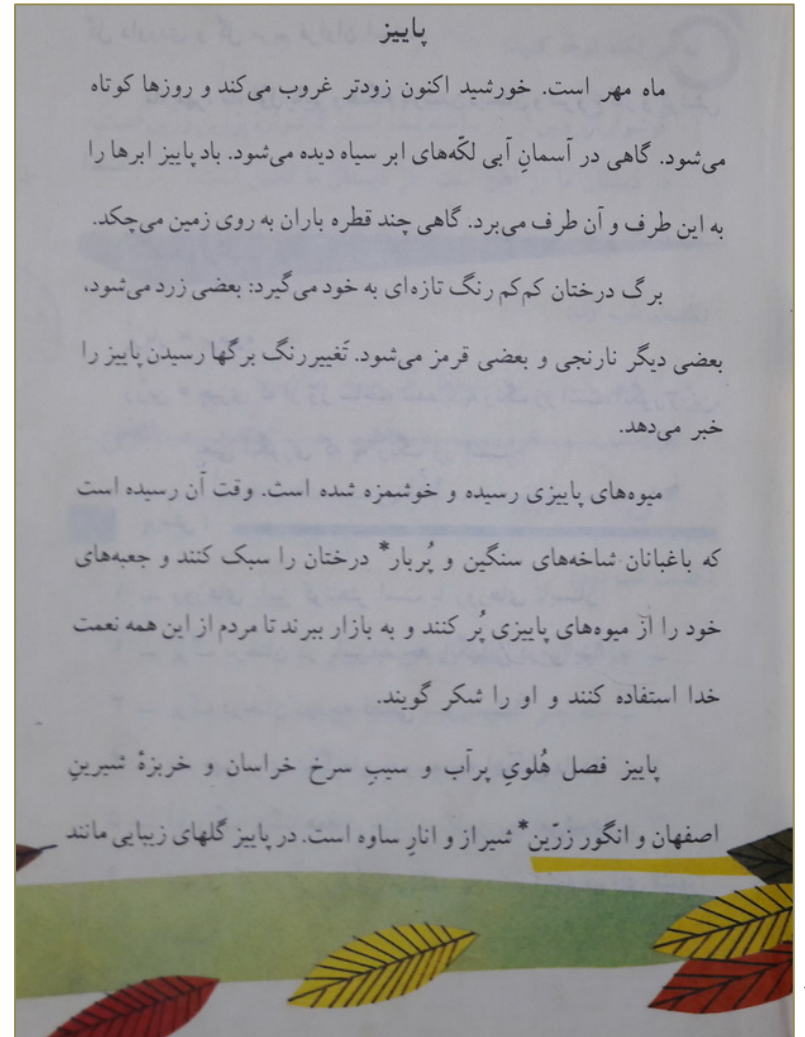 پاییز
ماه مهر است. خورشید اکنون زودتر غروب می‌کند و روزها کوتاه
می‌شود. گاهی در آسمانِ آبی لکّه‌های ابر سیاه دیده می‌شود. باد پاییز ابرها را
به این طرف و آن طرف می‌برد. گاهی چند قطره باران به روی زمین می‌چکد.
برگ درختان کم‌کم رنگ تازه‌ای به خود می‌گیرد: بعضی زرد می‌شود،
بعضی دیگر نارنجی و بعضی قرمز می‌شود. تَغییر رنگ برگها رسیدن پاییز را
خبر می‌دهد.
میوه‌های پاییزی رسیده و خوشمزه شده است. وقت آن رسیده است
که باغبانان شاخه‌های سنگین و پُربار* درختان را سبک کنند و جعبه‌های
خود را از میوه‌های پاییزی پُر کنند و به بازار ببرند تا مردم از این همه نعمت
خدا استفاده کنند و او را شکر گویند.
پاییز فصل هُلویِ پرآب و سیبِ سرخ خراسان و خربزهٔ شیرینِ
اصفهان و انگور زرّین* شیراز و انارِ ساوه است. در پاییز گلهای زیبایی مانند